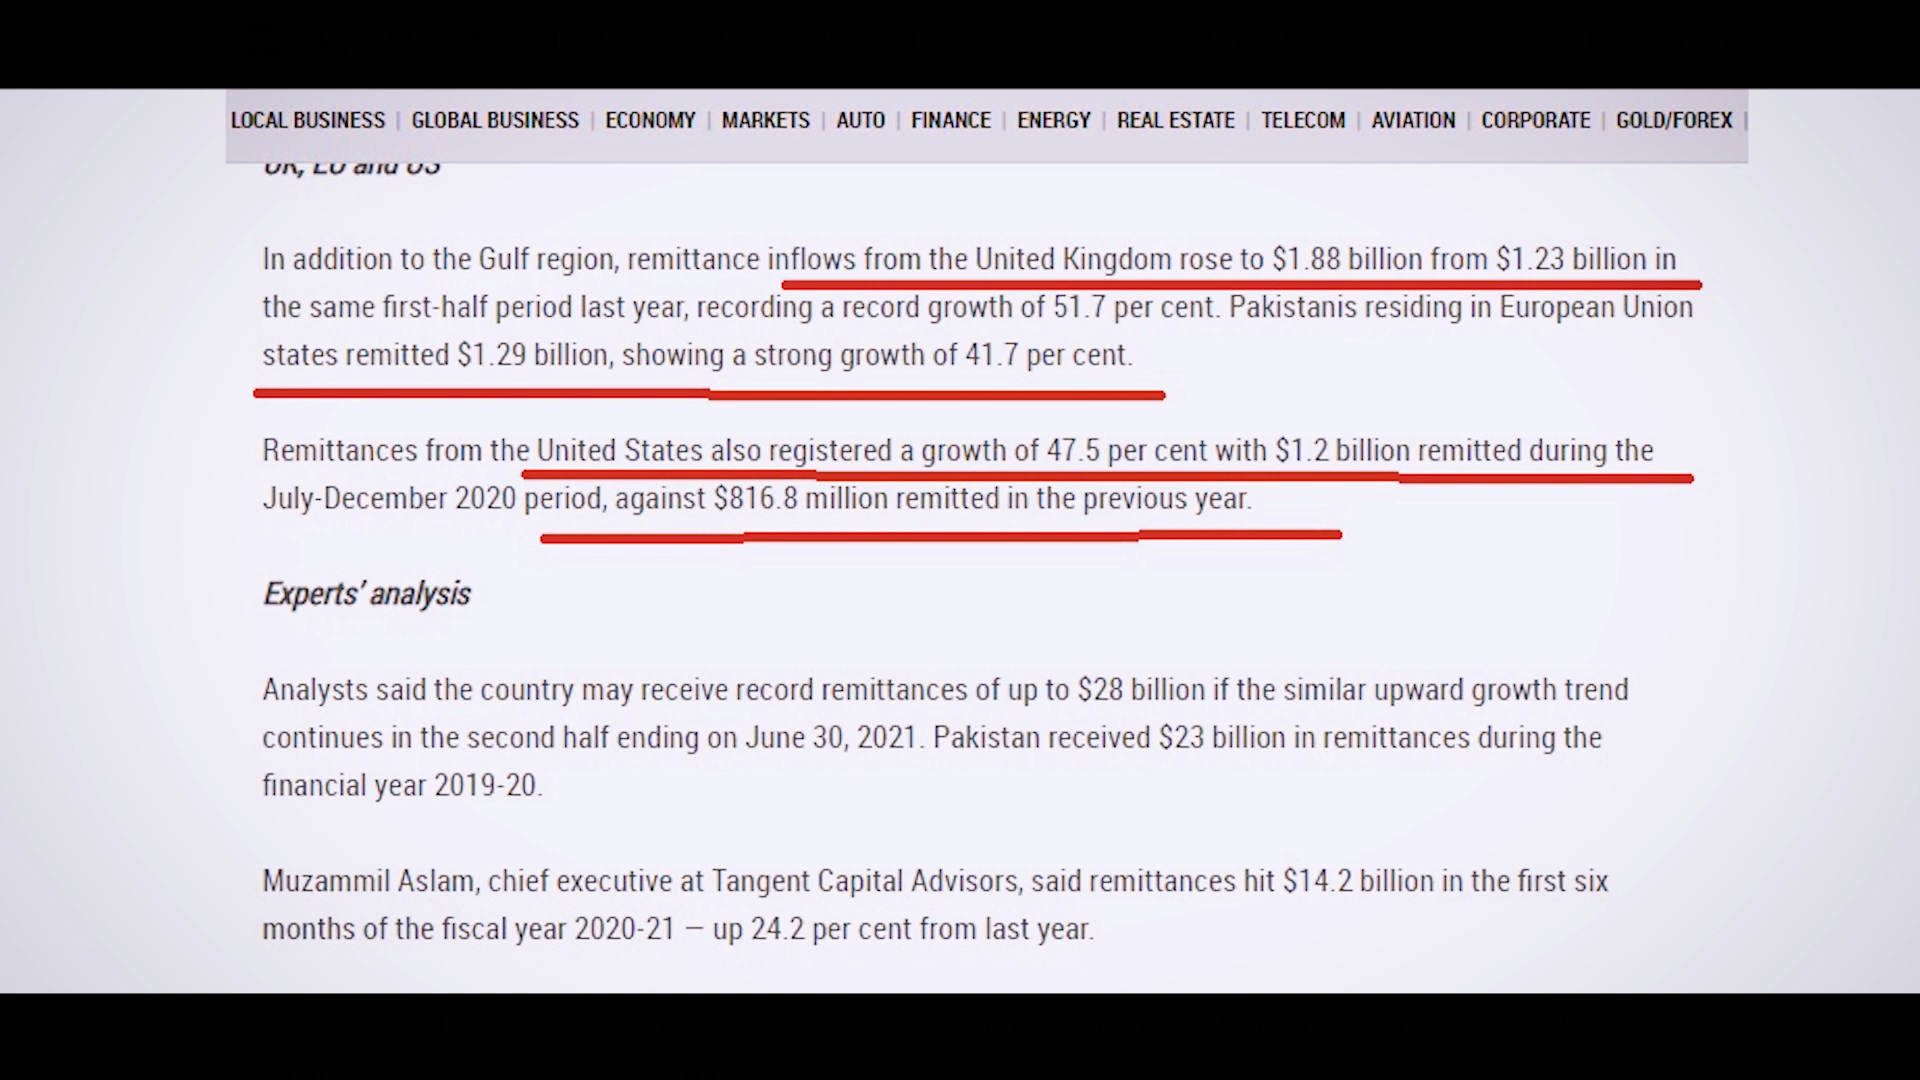 LOCAL BUSINESS | GLOBAL BUSINESS | ECONOMY | MARKETS | AUTO | FINANCE | ENERGY | REAL ESTATE | TELECOM | AVIATION | CORPORATE | GOLD/FOREX |
UK, EU and US
In addition to the Gulf region, remittance inflows from the United Kingdom rose to $1.88 billion from $1.23 billion in
the same first-half period last year, recording a record growth of 51.7 per cent. Pakistanis residing in European Union
states remitted $1.29 billion, showing a strong growth of 41.7 per cent.
Remittances from the United States also registered a growth of 47.5 per cent with $1.2 billion remitted during the
July-December 2020 period, against $816.8 million remitted in the previous year.
Experts’ analysis
Analysts said the country may receive record remittances of up to $28 billion if the similar upward growth trend
continues in the second half ending on June 30, 2021. Pakistan received $23 billion in remittances during the
financial year 2019-20.
Muzammil Aslam, chief executive at Tangent Capital Advisors, said remittances hit $14.2 billion in the first six
months of the fiscal year 2020-21 — up 24.2 per cent from last year.